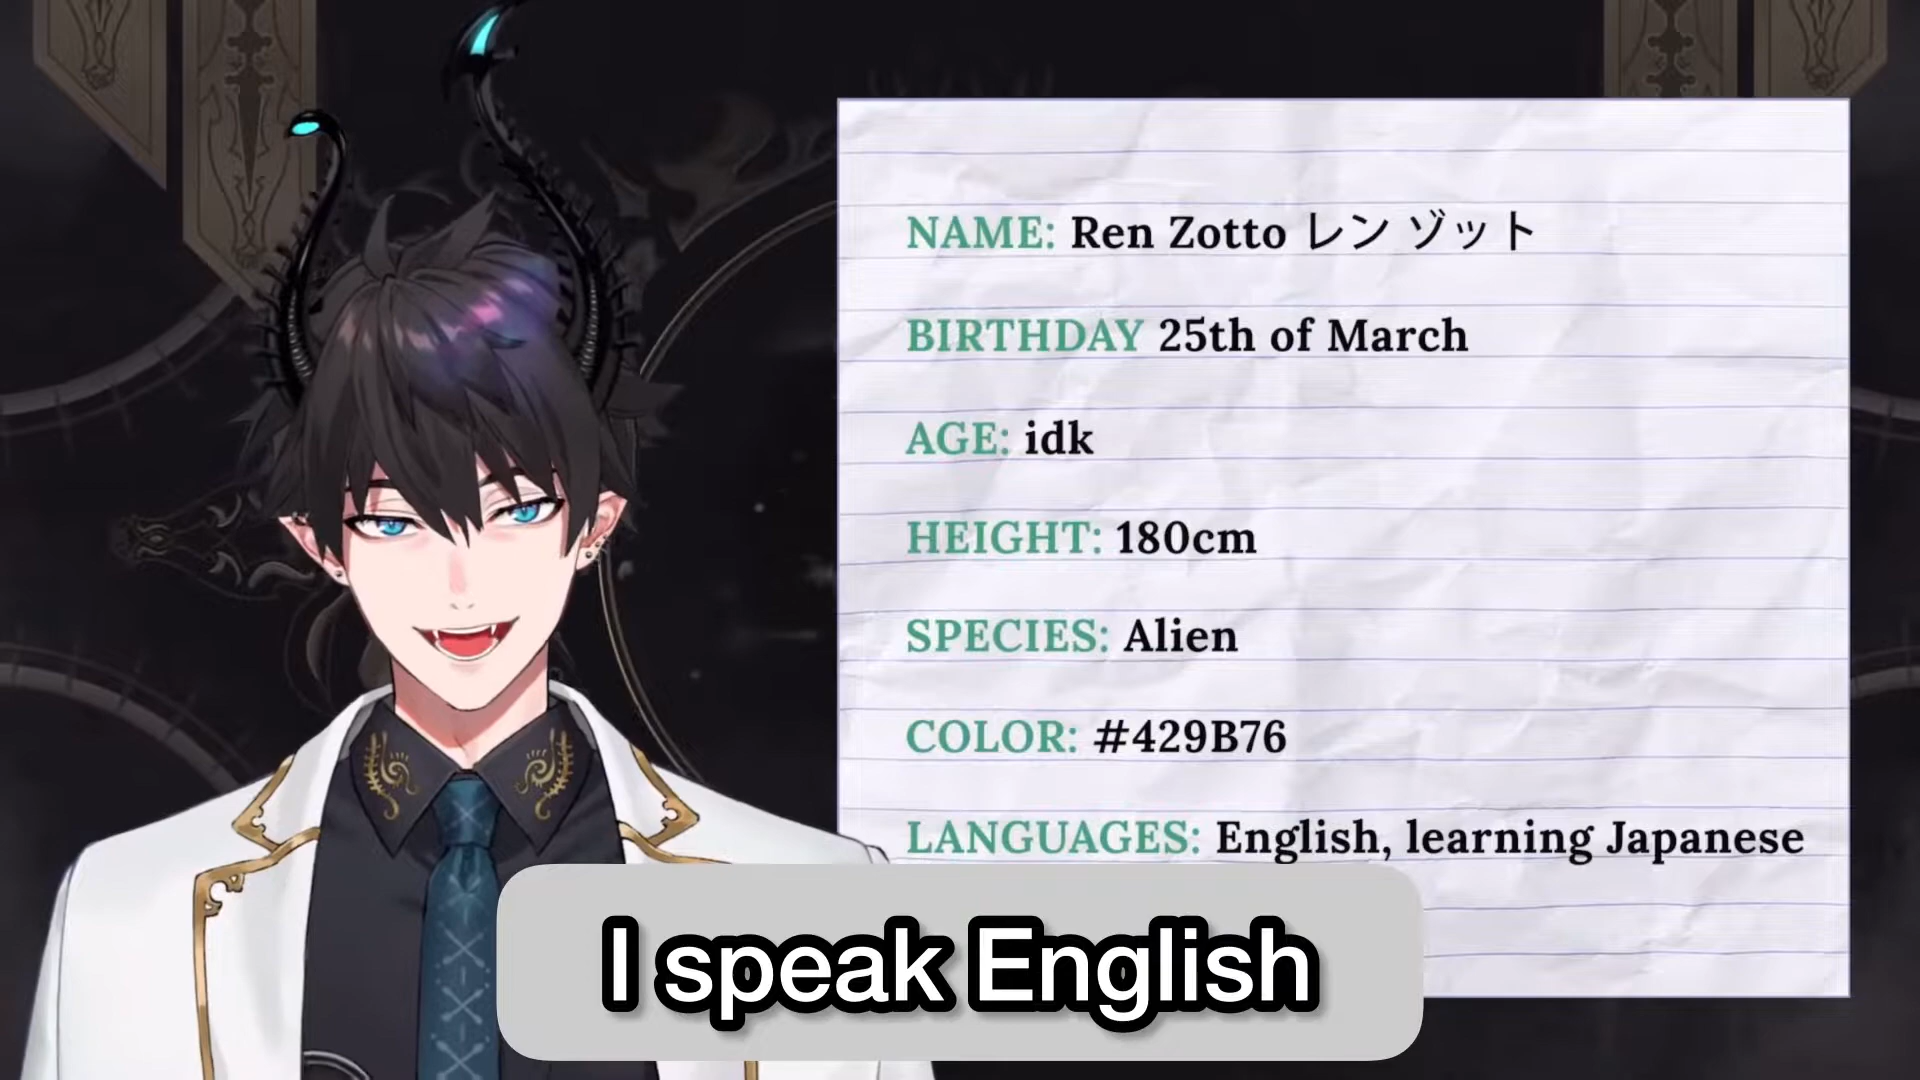 NAME: Ren Zotto レン ゾット
BIRTHDAY 25th of March
AGE: idk
HEIGHT: 180cm
SPECIES: Alien
COLOR: #429B76
LANGUAGES: English, learning Japanese
I speak English